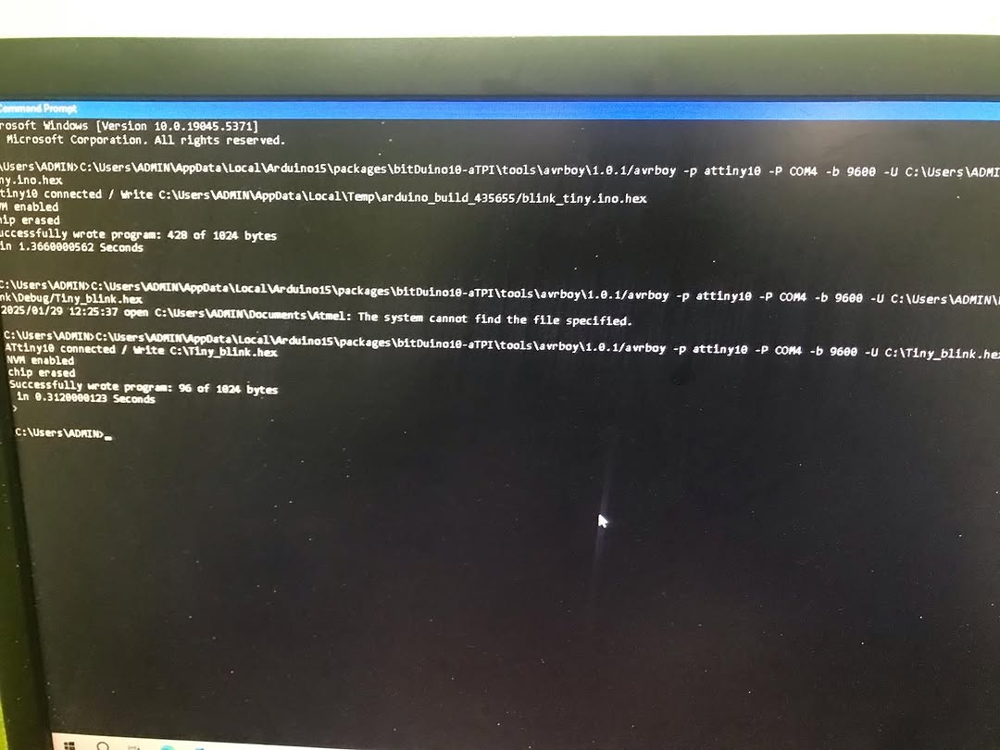 Command Prompt
rosoft Windows [Version 10.0.19045.5371]
Microsoft Corporation. All rights reserved.
\Users\ADMIN>C:\Users\ADMIN\AppData\Local\Arduino15\packages\bitDuino10-aTPI\tools\avrboy\1.0.1/avrboy -p attiny10 -P COM4 -b 9600 -U C:\Users\ADMI
ny.ino.hex
tiny10 connected / Write C:\Users\ADMIN\AppData\Local\Temp\arduino_build_435655/blink_tiny.ino.hex
M enabled
hip erased
uccessfully wrote program: 428 of 1024 bytes
in 1.3660000562 Seconds
C:\Users\ADMIN>C:\Users\ADMIN\AppData\Local\Arduino15\packages\bitDuino10-aTPI\tools\avrboy\1.0.1/avrboy -p attiny10 -P COM4 -b 9600 -U C:\Users\ADMIN\
nk\Debug/Tiny_blink.hex
2025/01/29 12:25:37 open C:\Users\ADMIN\Documents\Atmel: The system cannot find the file specified.
C:\Users\ADMIN>C:\Users\ADMIN\AppData\Local\Arduino15\packages\bitDuino10-aTPI\tools\avrboy\1.0.1/avrboy -p attiny10 -P COM4 -b 9600 -U C:\Tiny_blink.hex
ATtiny10 connected / Write C:\Tiny_blink.hex
NVM enabled
chip erased
Successfully wrote program: 96 of 1024 bytes
in 0.3120000123 Seconds
>
C:\Users\ADMIN>_